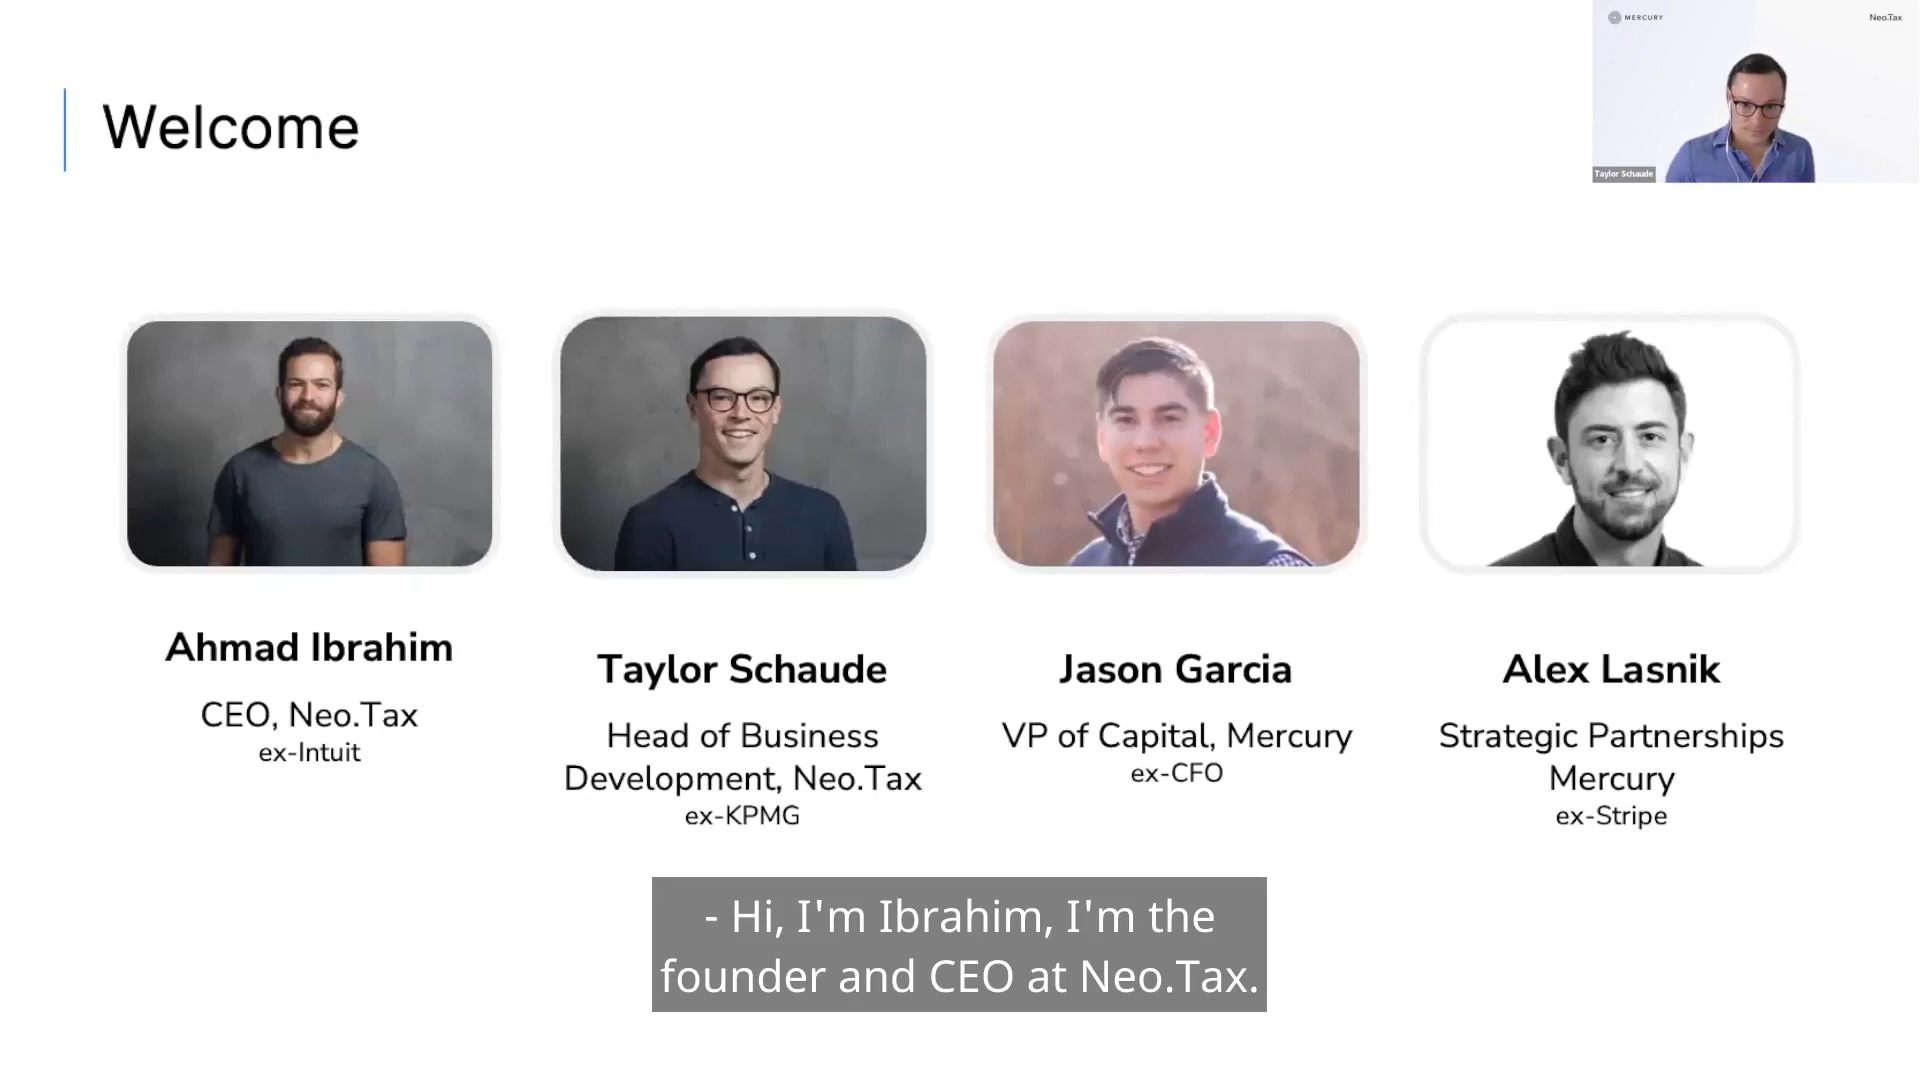 Welcome
MERCURY
Neo.Tax
Taylor Schaude
Ahmad Ibrahim
CEO, Neo.Tax
ex-Intuit
Taylor Schaude
Head of Business
Development, Neo.Tax
ex-KPMG
Jason Garcia
VP of Capital, Mercury
ex-CFO
Alex Lasnik
Strategic Partnerships
Mercury
ex-Stripe
- Hi, I'm Ibrahim, I'm the
founder and CEO at Neo.Tax.